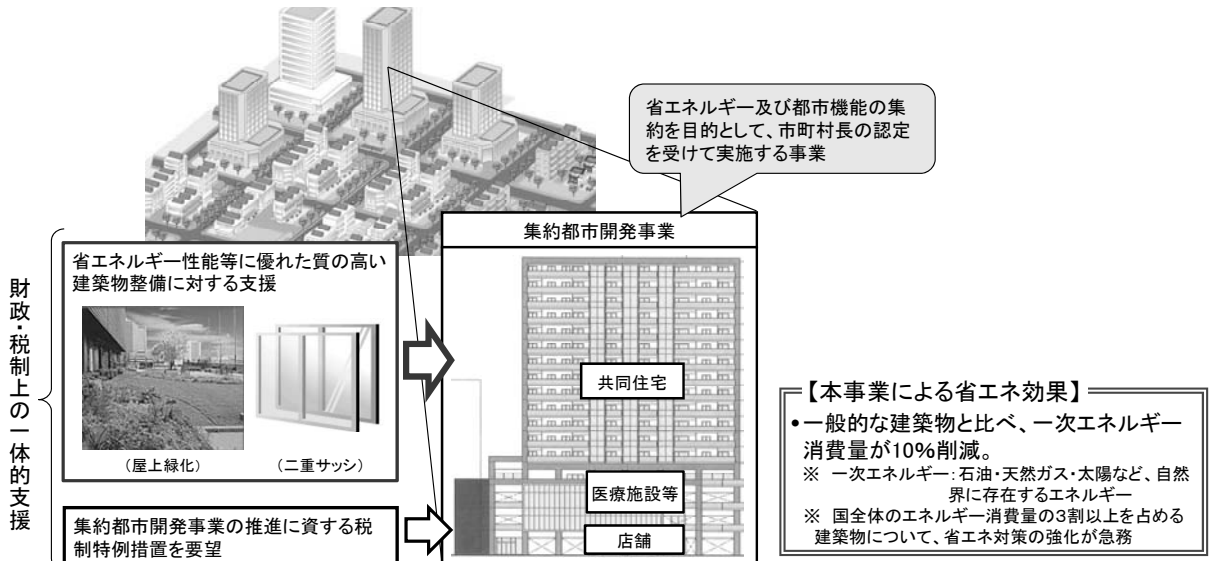 省エネルギー及び都市機能の集
約を目的として、市町村長の認定
を受けて実施する事業
集約都市開発事業
財政・税制上の一体的支援
省エネルギー性能等に優れた質の高い
建築物整備に対する支援
(屋上緑化)
(二重サッシ)
集約都市開発事業の推進に資する税
制特例措置を要望
共同住宅
医療施設等
店舗
【本事業による省エネ効果】
•一般的な建築物と比べ、一次エネルギー
消費量が10%削減。
※ 一次エネルギー:石油・天然ガス・太陽など、自然
界に存在するエネルギー
※ 国全体のエネルギー消費量の3割以上を占める
建築物について、省エネ対策の強化が急務